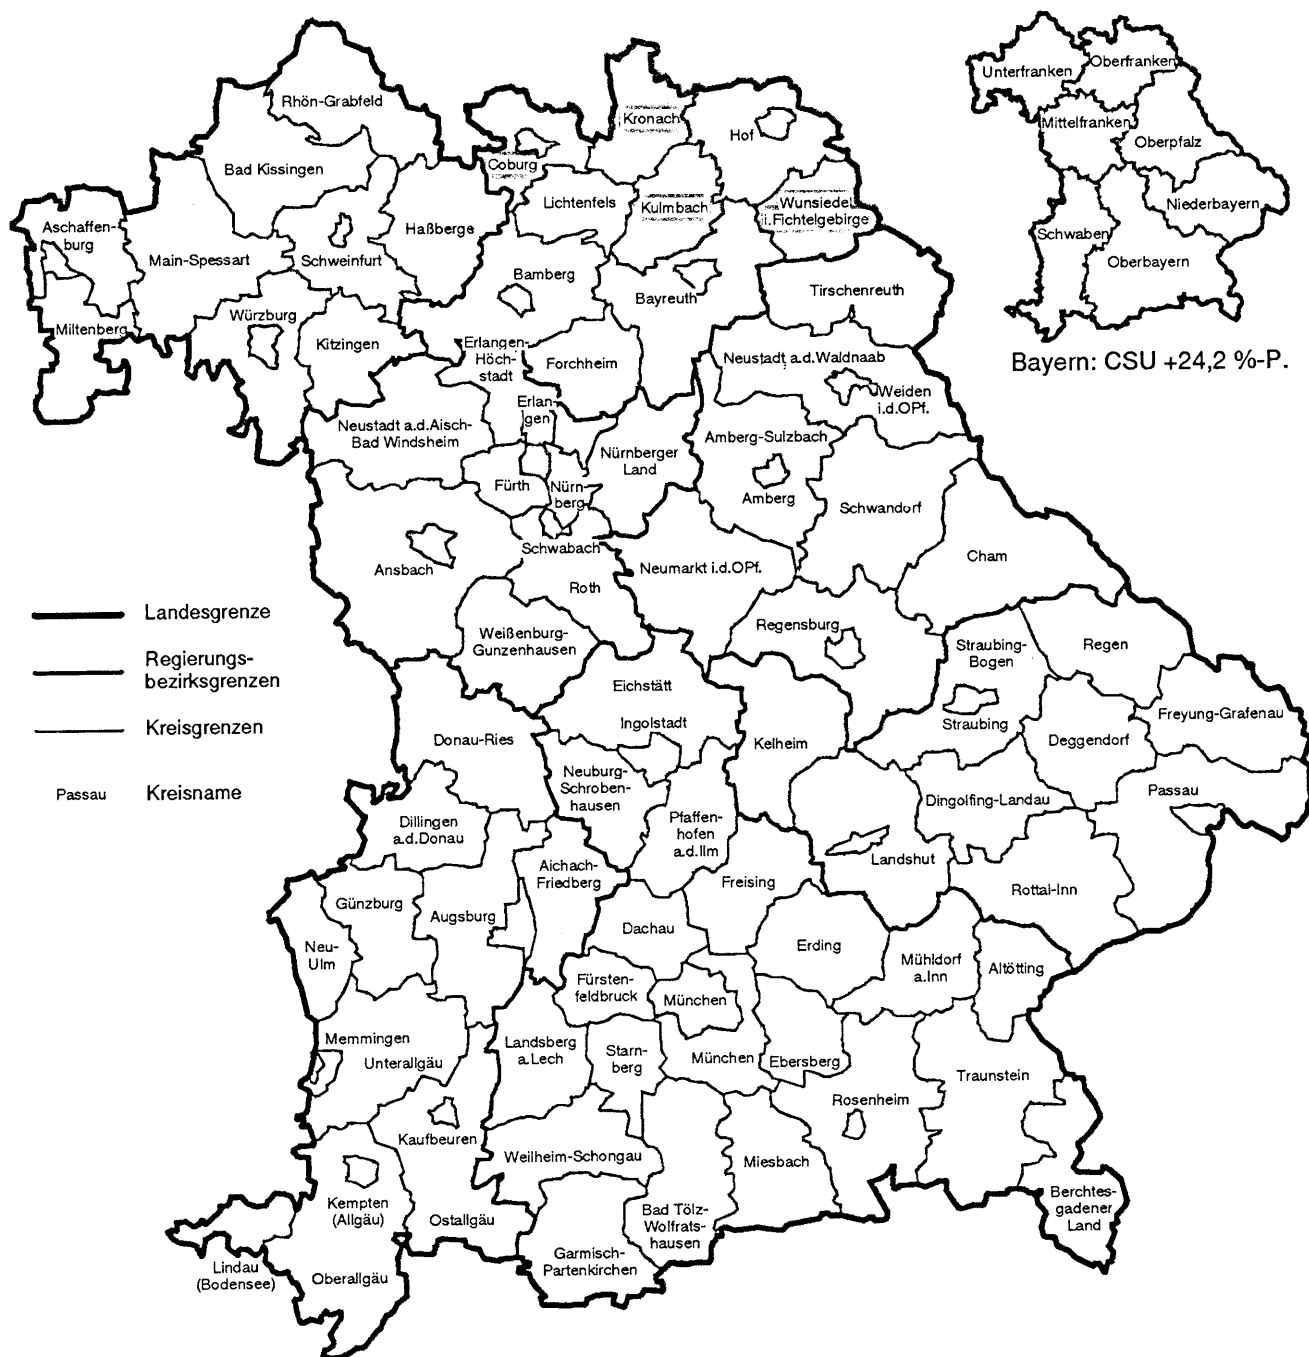 Rhön-Grabfeld
Bad Kissingen
Kronach
Hof
Coburg
Lichtenfels
Kulmbach
Wunsiedel
i.Fichtelgebirge
Aschaffen-
burg
Main-Spessart
Schweinfurt
Haßberge
Miltenberg
Würzburg
Kitzingen
Bamberg
Bayreuth
Tirschenreuth
Erlangen-
Höch-
stadt
Forchheim
Neustadt a.d.Waldnaab
Weiden
i.d.OPf.
Neustadt a.d.Aisch-
Bad Windsheim
Erlan-
gen
Fürth
Nürn-
berg
Nürnberger
Land
Amberg-Sulzbach
Amberg
Schwandorf
Cham
Ansbach
Schwabach
Roth
Neumarkt i.d.OPf.
Weißenburg-
Gunzenhausen
Regensburg
Straubing-
Bogen
Straubing
Regen
Freyung-Grafenau
Deggendorf
Eichstätt
Ingolstadt
Kelheim
Donau-Ries
Neuburg-
Schroben-
hausen
Pfaffen-
hofen
a.d.Ilm
Dingolfing-Landau
Passau
Dillingen
a.d.Donau
Landshut
Rottal-Inn
Aichach-
Friedberg
Freising
Günzburg
Augsburg
Neu-
Ulm
Dachau
Erding
Mühldorf
a.Inn
Altötting
Fürsten-
feldbruck
München
Memmingen
Unterallgäu
Landsberg
a.Lech
Starn-
berg
München
Ebersberg
Traunstein
Rosenheim
Kaufbeuren
Weilheim-Schongau
Miesbach
Kempten
(Allgäu)
Ostallgäu
Bad Tölz-
Wolfrats-
hausen
Berchtes-
gadener
Land
Lindau
(Bodensee)
Oberallgäu
Garmisch-
Partenkirchen
Landesgrenze
Regierungs-
bezirksgrenzen
Kreisgrenzen
Passau Kreisname
Unterfranken
Oberfranken
Mittelfranken
Oberpfalz
Niederbayern
Schwaben
Oberbayern
Bayern: CSU +24,2 %-P.